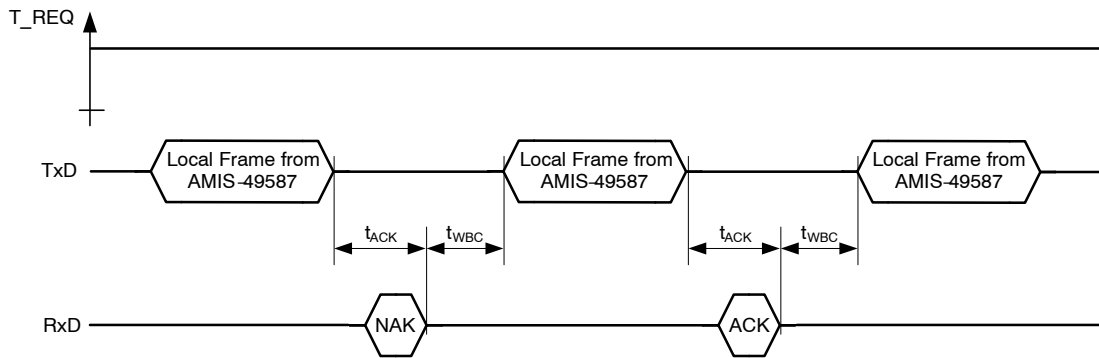 T_REQ
TxD
Local Frame from
AMIS-49587
Local Frame from
AMIS-49587
Local Frame from
AMIS-49587
tACK
tWBC
tACK
tWBC
RxD
NAK
ACK